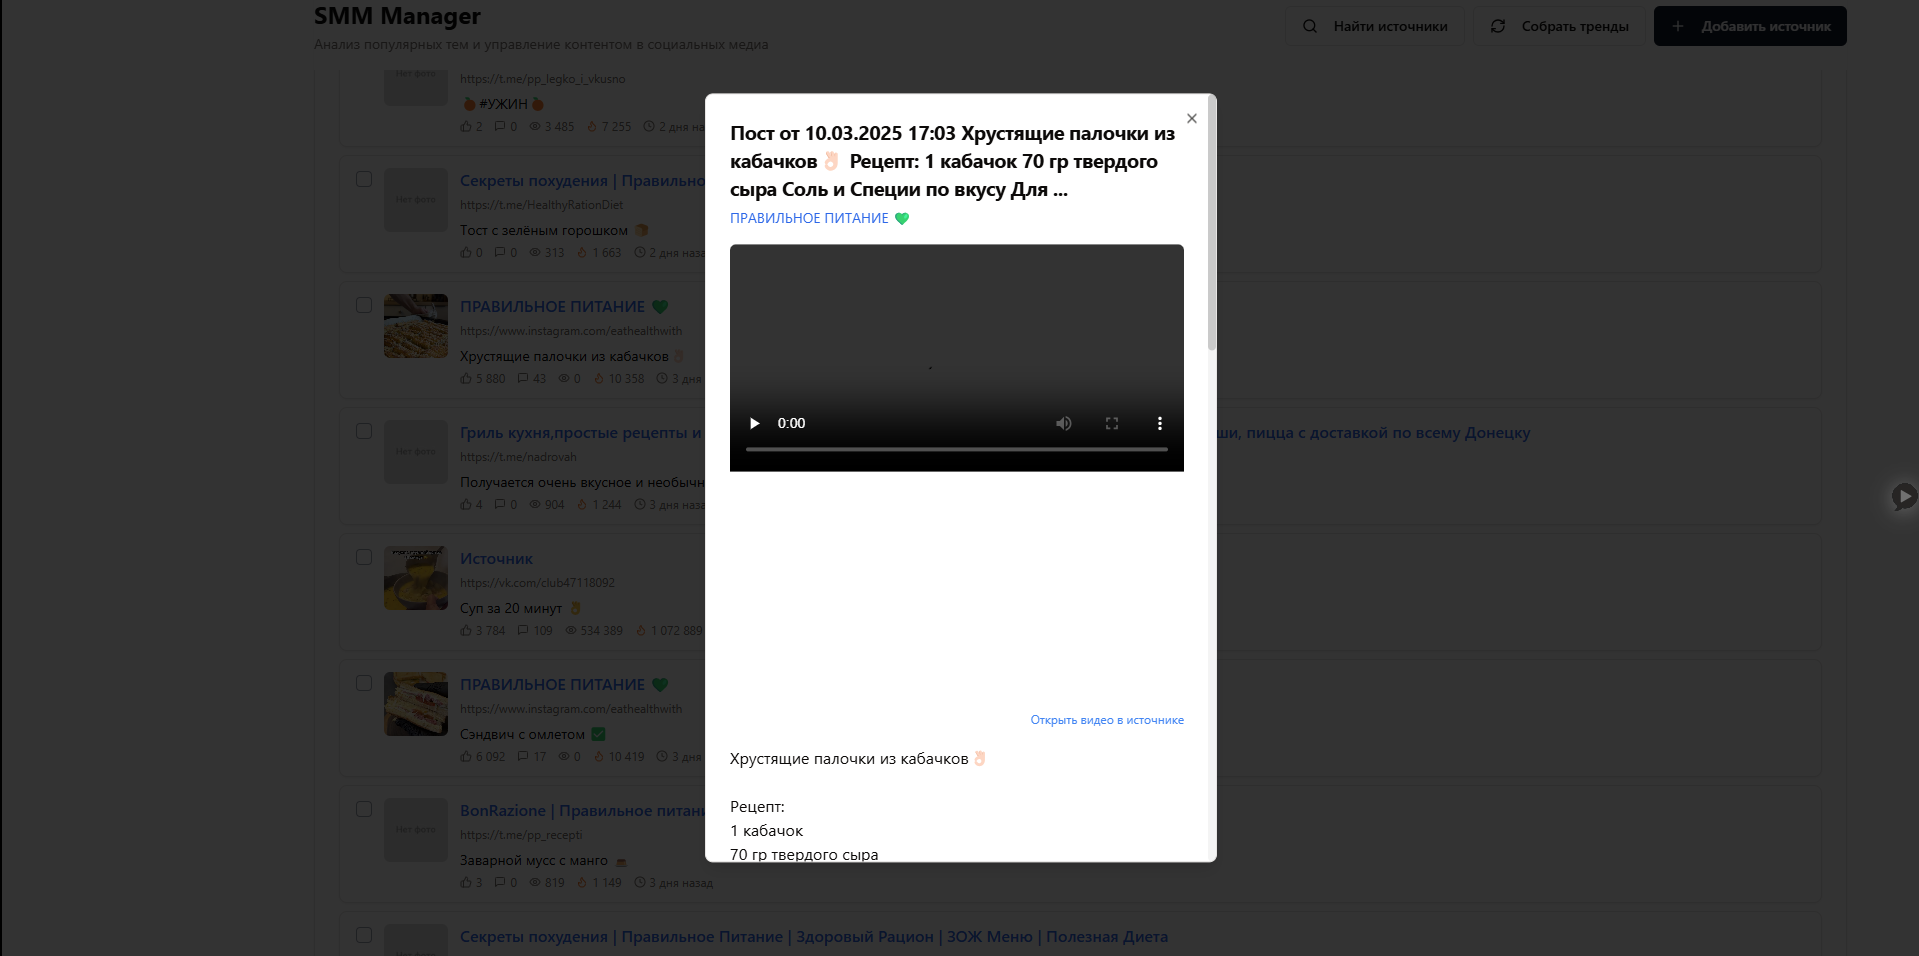 SMM Manager
Анализ популярных тем и управление контентом в социальных медиа
Найти источники
Собрать тренды
Добавить источник
Нет фото
https://t.me/pp_legko_i_vkusno
#УЖИН
2 0 3 485 7 255 2 дня на
Нет фото
Секреты похудения | Правильно
https://t.me/HealthyRationDiet
Тост с зелёным горошком
0 0 313 1 663 2 дня наза
ПРАВИЛЬНОЕ ПИТАНИЕ
https://www.instagram.com/eathealthwith
Хрустящие палочки из кабачков
5 880 43 0 10 358 3 дня
Нет фото
Гриль кухня,простые рецепты и
ши, пицца с доставкой по всему Донецку
https://t.me/nadrovah
Получается очень вкусное и необычн
4 0 904 1 244 3 дня наза
Источник
https://vk.com/club47118092
Суп за 20 минут
3 784 109 534 389 1 072 889
ПРАВИЛЬНОЕ ПИТАНИЕ
https://www.instagram.com/eathealthwith
Сэндвич с омлетом
6 092 17 0 10 419 3 дня
Нет фото
BonRazione | Правильное питани
https://t.me/pp_recepti
Заварной мусс с манго
3 0 819 1 149 3 дня назад
Секреты похудения | Правильное Питание | Здоровый Рацион | ЗОЖ Меню | Полезная Диета
Пост от 10.03.2025 17:03 Хрустящие палочки из
кабачков👌🏻 Рецепт: 1 кабачок 70 гр твердого
сыра Соль и Специи по вкусу Для ...
ПРАВИЛЬНОЕ ПИТАНИЕ 💚
0:00
Открыть видео в источнике
Хрустящие палочки из кабачков👌🏻
Рецепт:
1 кабачок
70 гр твердого сыра